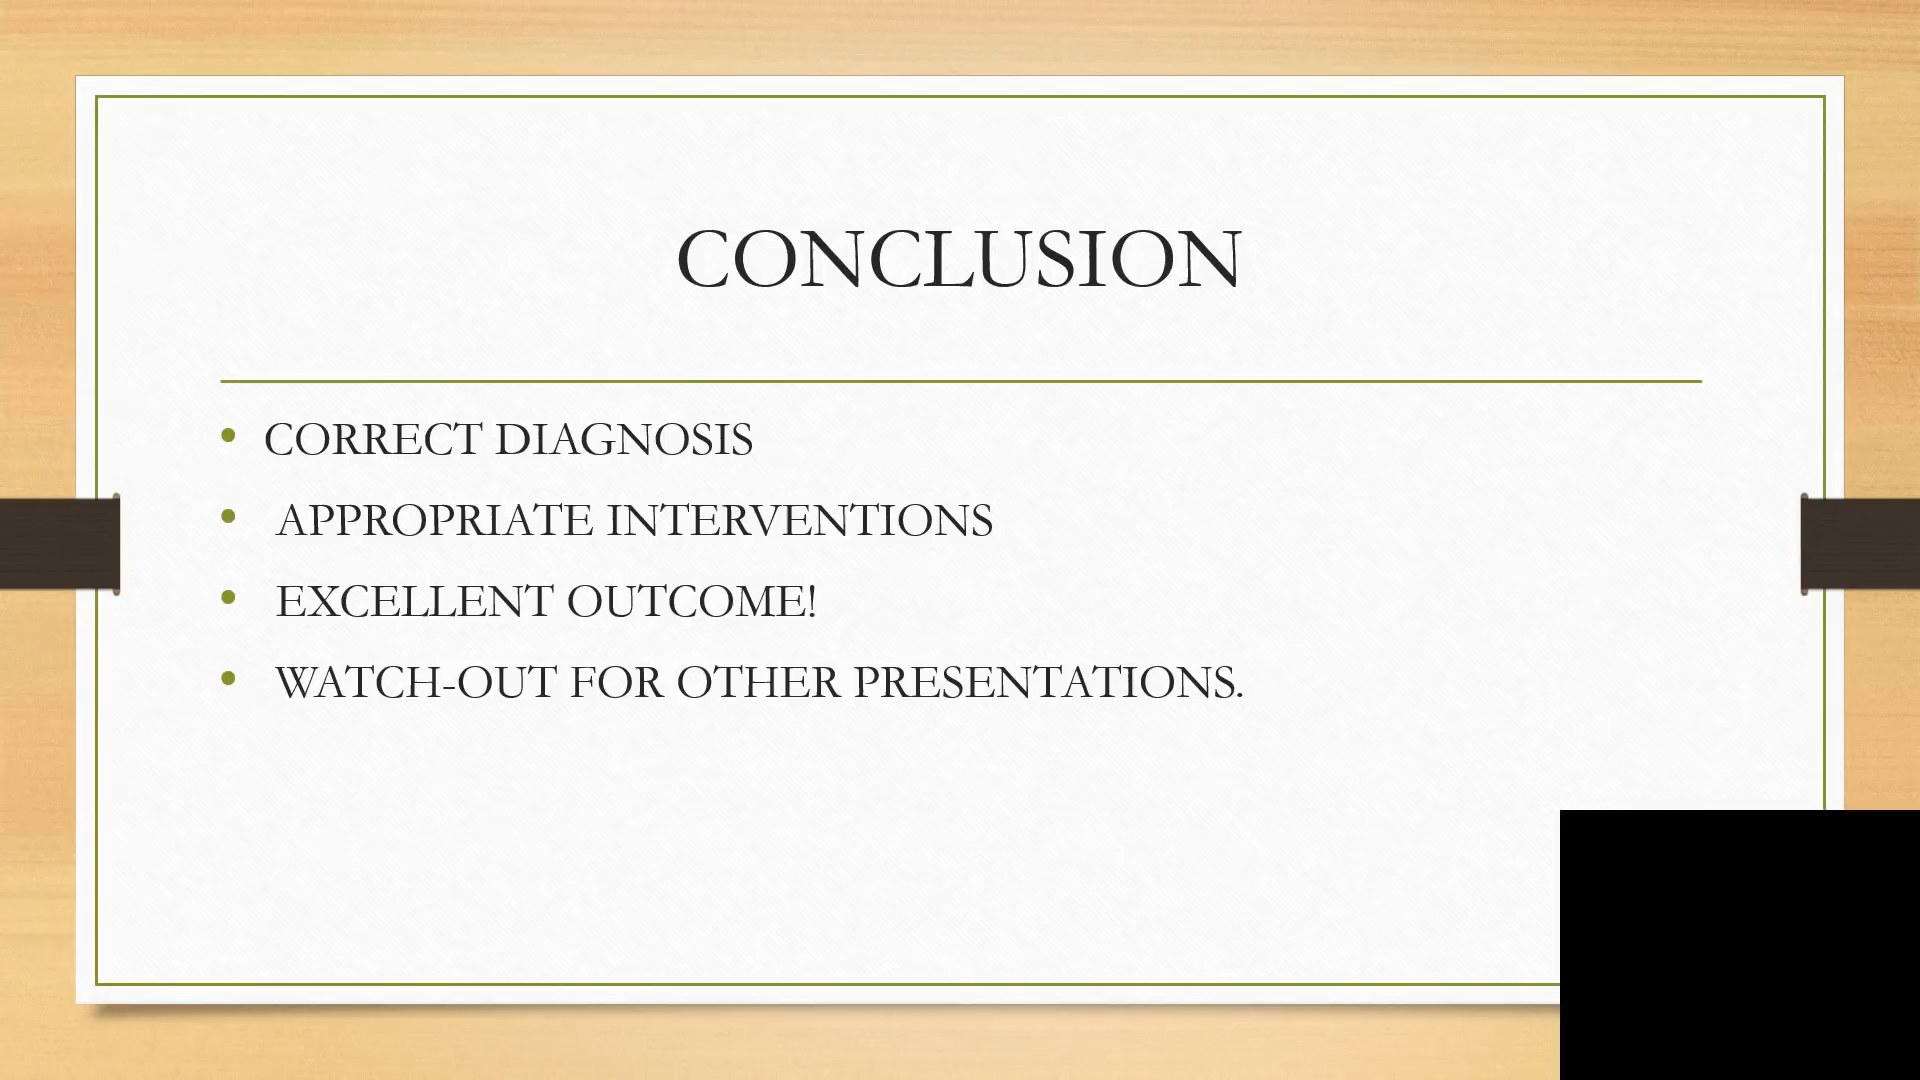 CONCLUSION
• CORRECT DIAGNOSIS
• APPROPRIATE INTERVENTIONS
• EXCELLENT OUTCOME!
• WATCH-OUT FOR OTHER PRESENTATIONS.